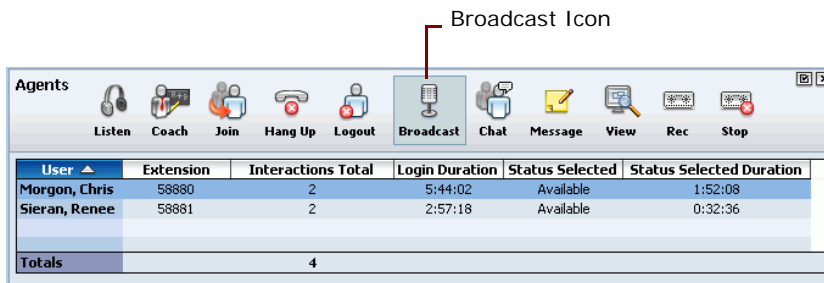 Broadcast Icon
Agents
Listen Coach Join Hang Up Logout Broadcast Chat Message View Rec Stop
User Extension Interactions Total Login Duration Status Selected Status Selected Duration
Morgon, Chris 58880 2 5:44:02 Available 1:52:08
Sieran, Renee 58881 2 2:57:18 Available 0:32:36
Totals 4